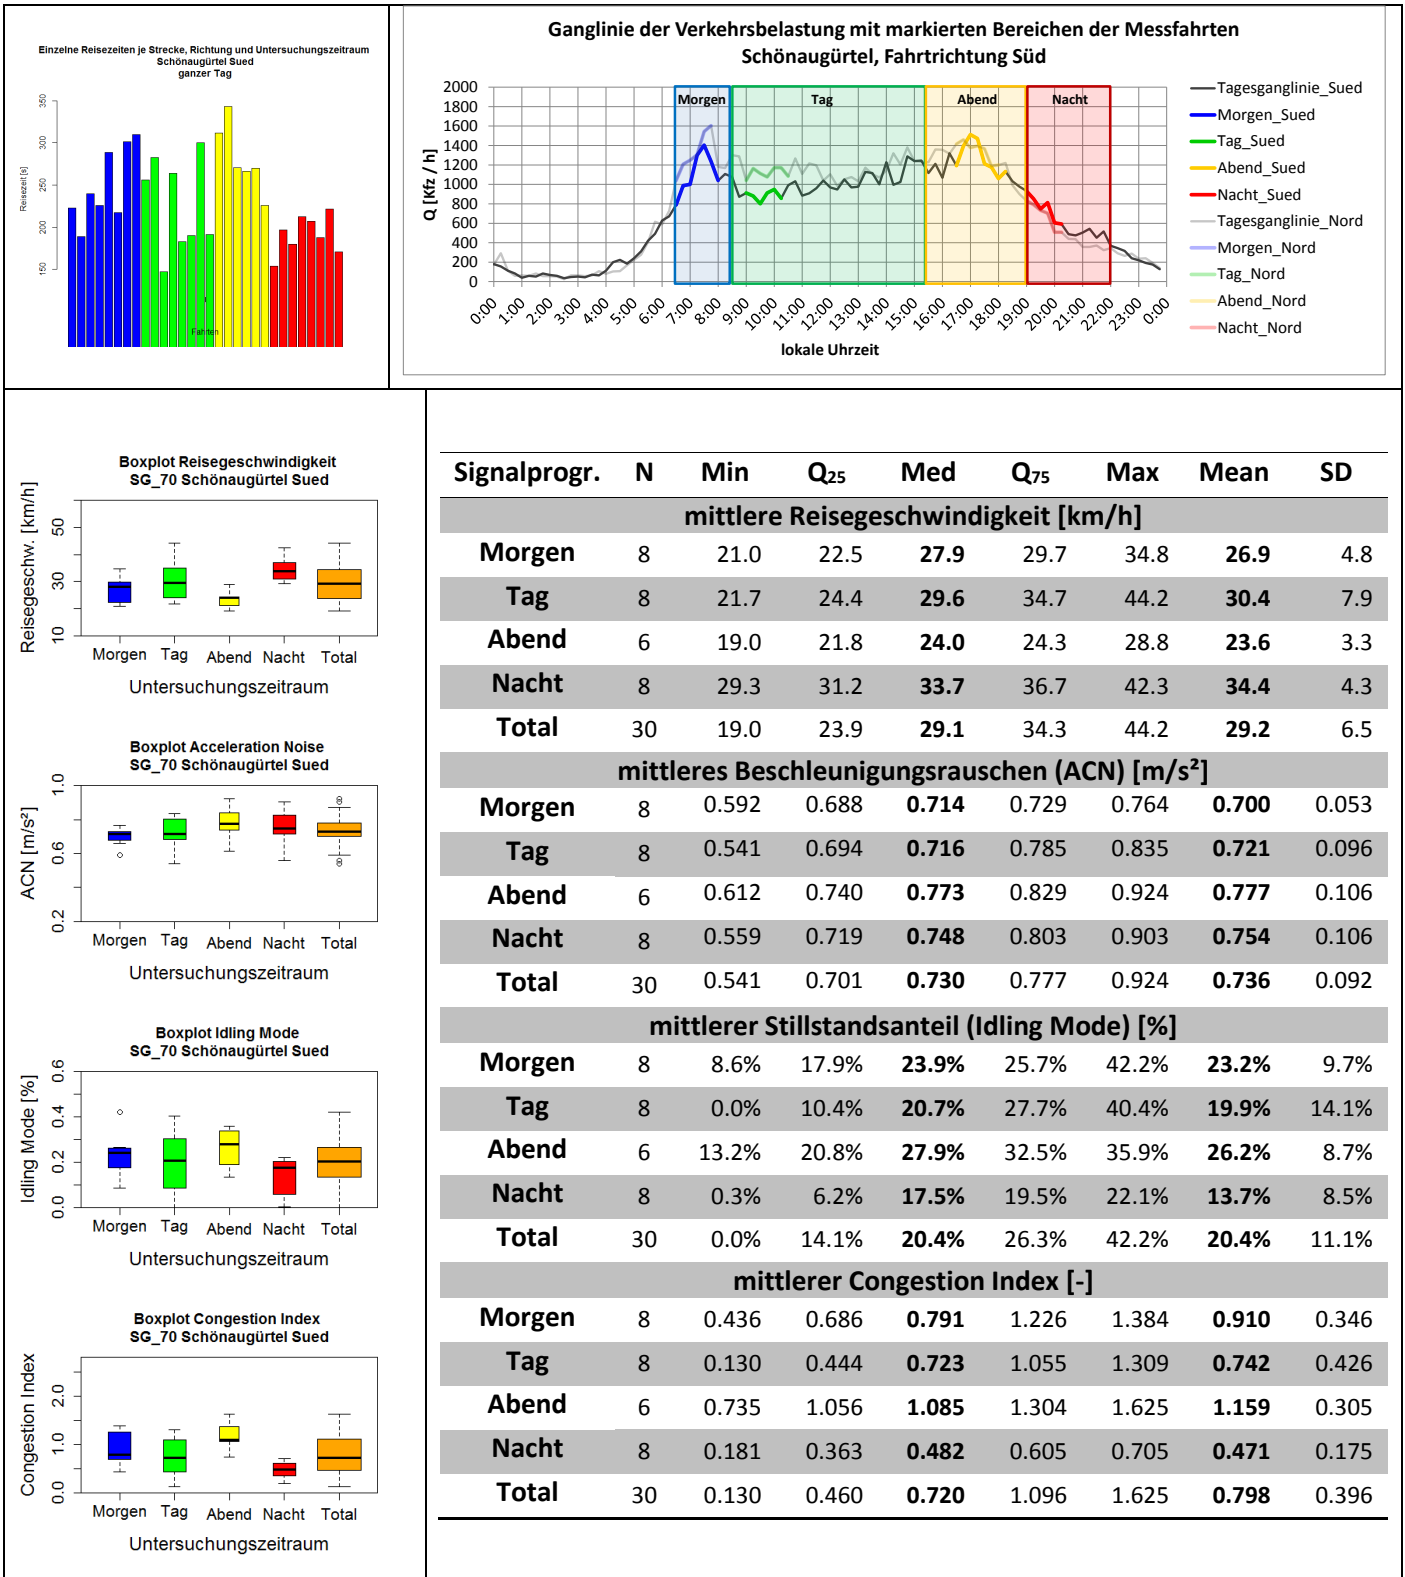 Einzelne Reisezeiten je Strecke, Richtung und Untersuchungszeitraum
Schönaugürtel Sued
ganzer Tag
Reisezeit [s]
350
300
250
200
150
Fahrten
Ganglinie der Verkehrsbelastung mit markierten Bereichen der Messfahrten
Schönaugürtel, Fahrtrichtung Süd
Q [Kfz / h]
2000
1800
1600
1400
1200
1000
800
600
400
200
0
Morgen
Tag
Abend
Nacht
0:00 1:00 2:00 3:00 4:00 5:00 6:00 7:00 8:00 9:00 10:00 11:00 12:00 13:00 14:00 15:00 16:00 17:00 18:00 19:00 20:00 21:00 22:00 23:00 0:00
lokale Uhrzeit
Tagesganglinie_Sued
Morgen_Sued
Tag_Sued
Abend_Sued
Nacht_Sued
Tagesganglinie_Nord
Morgen_Nord
Tag_Nord
Abend_Nord
Nacht_Nord
Boxplot Reisegeschwindigkeit
SG_70 Schönaugürtel Sued
Reisegeschw. [km/h]
50
30
10
Morgen Tag Abend Nacht Total
Untersuchungszeitraum
Boxplot Acceleration Noise
SG_70 Schönaugürtel Sued
ACN [m/s²]
1.0
0.6
0.2
Morgen Tag Abend Nacht Total
Untersuchungszeitraum
Boxplot Idling Mode
SG_70 Schönaugürtel Sued
Idling Mode [%]
0.6
0.4
0.2
0.0
Morgen Tag Abend Nacht Total
Untersuchungszeitraum
Boxplot Congestion Index
SG_70 Schönaugürtel Sued
Congestion Index
2.0
1.0
0.0
Morgen Tag Abend Nacht Total
Untersuchungszeitraum
Signalprogr. N Min Q25 Med Q75 Max Mean SD
mittlere Reisegeschwindigkeit [km/h]
Morgen 8 21.0 22.5 27.9 29.7 34.8 26.9 4.8
Tag 8 21.7 24.4 29.6 34.7 44.2 30.4 7.9
Abend 6 19.0 21.8 24.0 24.3 28.8 23.6 3.3
Nacht 8 29.3 31.2 33.7 36.7 42.3 34.4 4.3
Total 30 19.0 23.9 29.1 34.3 44.2 29.2 6.5
mittleres Beschleunigungsrauschen (ACN) [m/s²]
Morgen 8 0.592 0.688 0.714 0.729 0.764 0.700 0.053
Tag 8 0.541 0.694 0.716 0.785 0.835 0.721 0.096
Abend 6 0.612 0.740 0.773 0.829 0.924 0.777 0.106
Nacht 8 0.559 0.719 0.748 0.803 0.903 0.754 0.106
Total 30 0.541 0.701 0.730 0.777 0.924 0.736 0.092
mittlerer Stillstandsanteil (Idling Mode) [%]
Morgen 8 8.6% 17.9% 23.9% 25.7% 42.2% 23.2% 9.7%
Tag 8 0.0% 10.4% 20.7% 27.7% 40.4% 19.9% 14.1%
Abend 6 13.2% 20.8% 27.9% 32.5% 35.9% 26.2% 8.7%
Nacht 8 0.3% 6.2% 17.5% 19.5% 22.1% 13.7% 8.5%
Total 30 0.0% 14.1% 20.4% 26.3% 42.2% 20.4% 11.1%
mittlerer Congestion Index [-]
Morgen 8 0.436 0.686 0.791 1.226 1.384 0.910 0.346
Tag 8 0.130 0.444 0.723 1.055 1.309 0.742 0.426
Abend 6 0.735 1.056 1.085 1.304 1.625 1.159 0.305
Nacht 8 0.181 0.363 0.482 0.605 0.705 0.471 0.175
Total 30 0.130 0.460 0.720 1.096 1.625 0.798 0.396